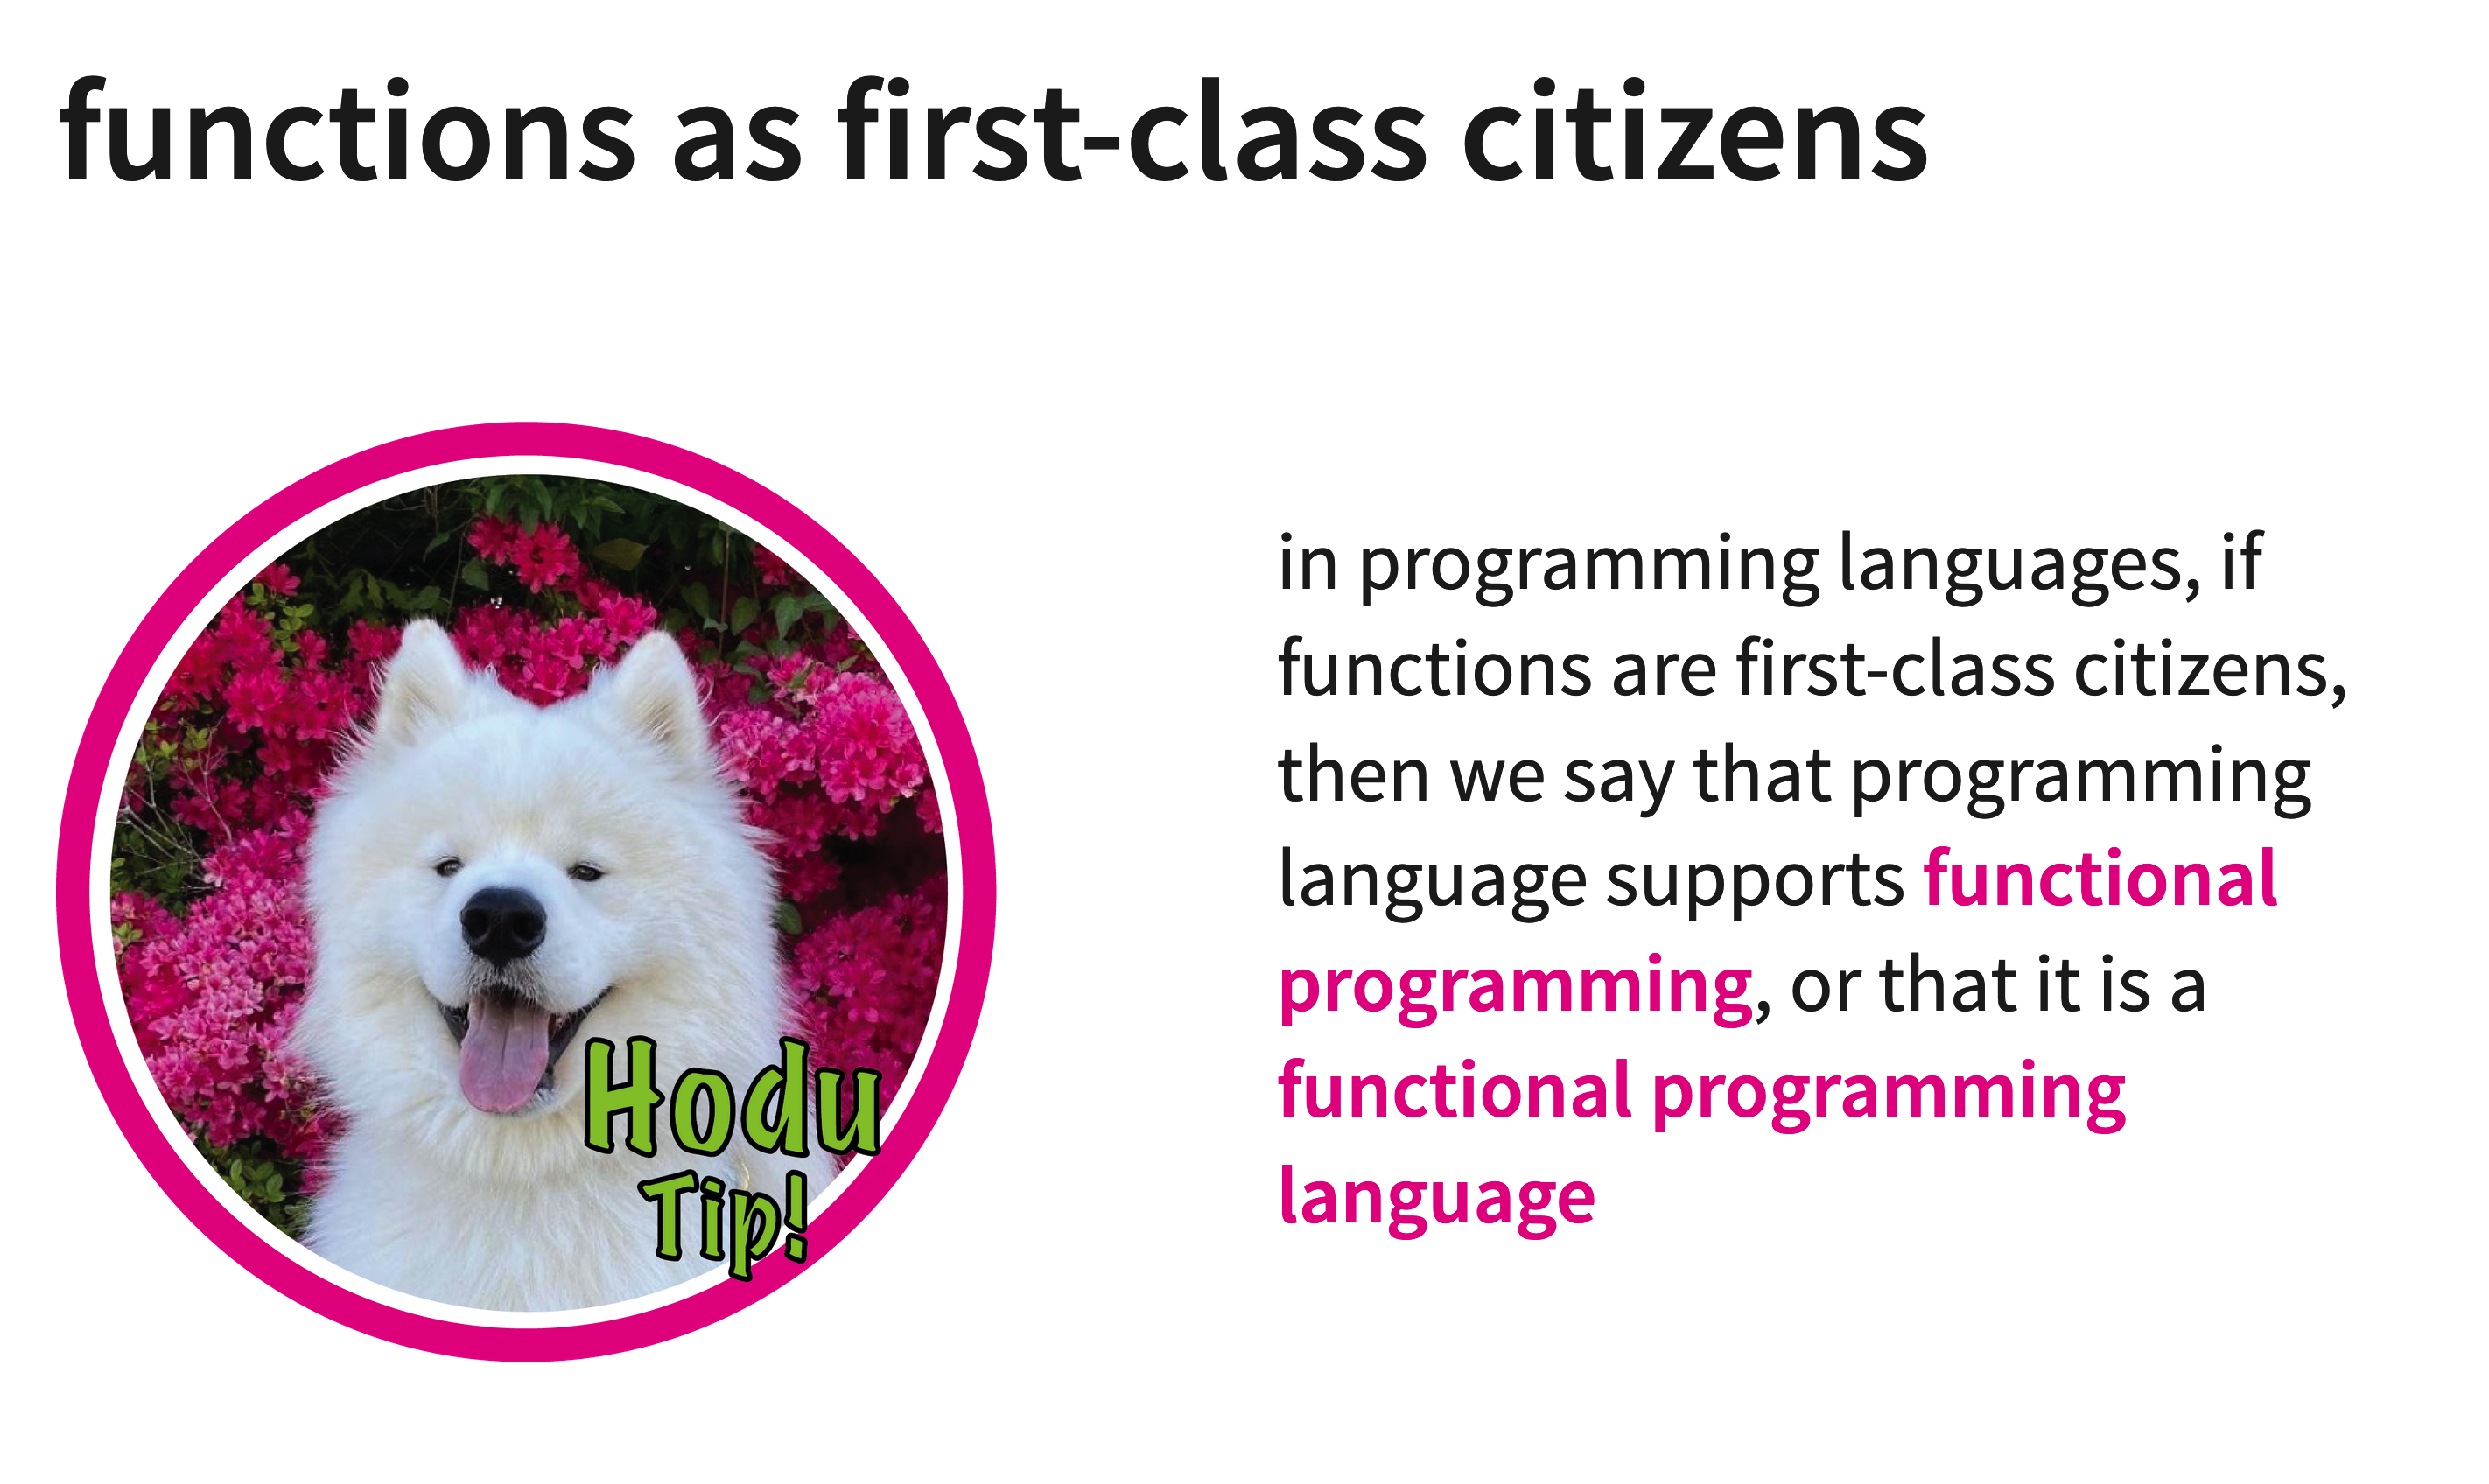 functions as first-class citizens
Hodu
Tip!
in programming languages, if
functions are first-class citizens,
then we say that programming
language supports functional
programming, or that it is a
functional programming
language